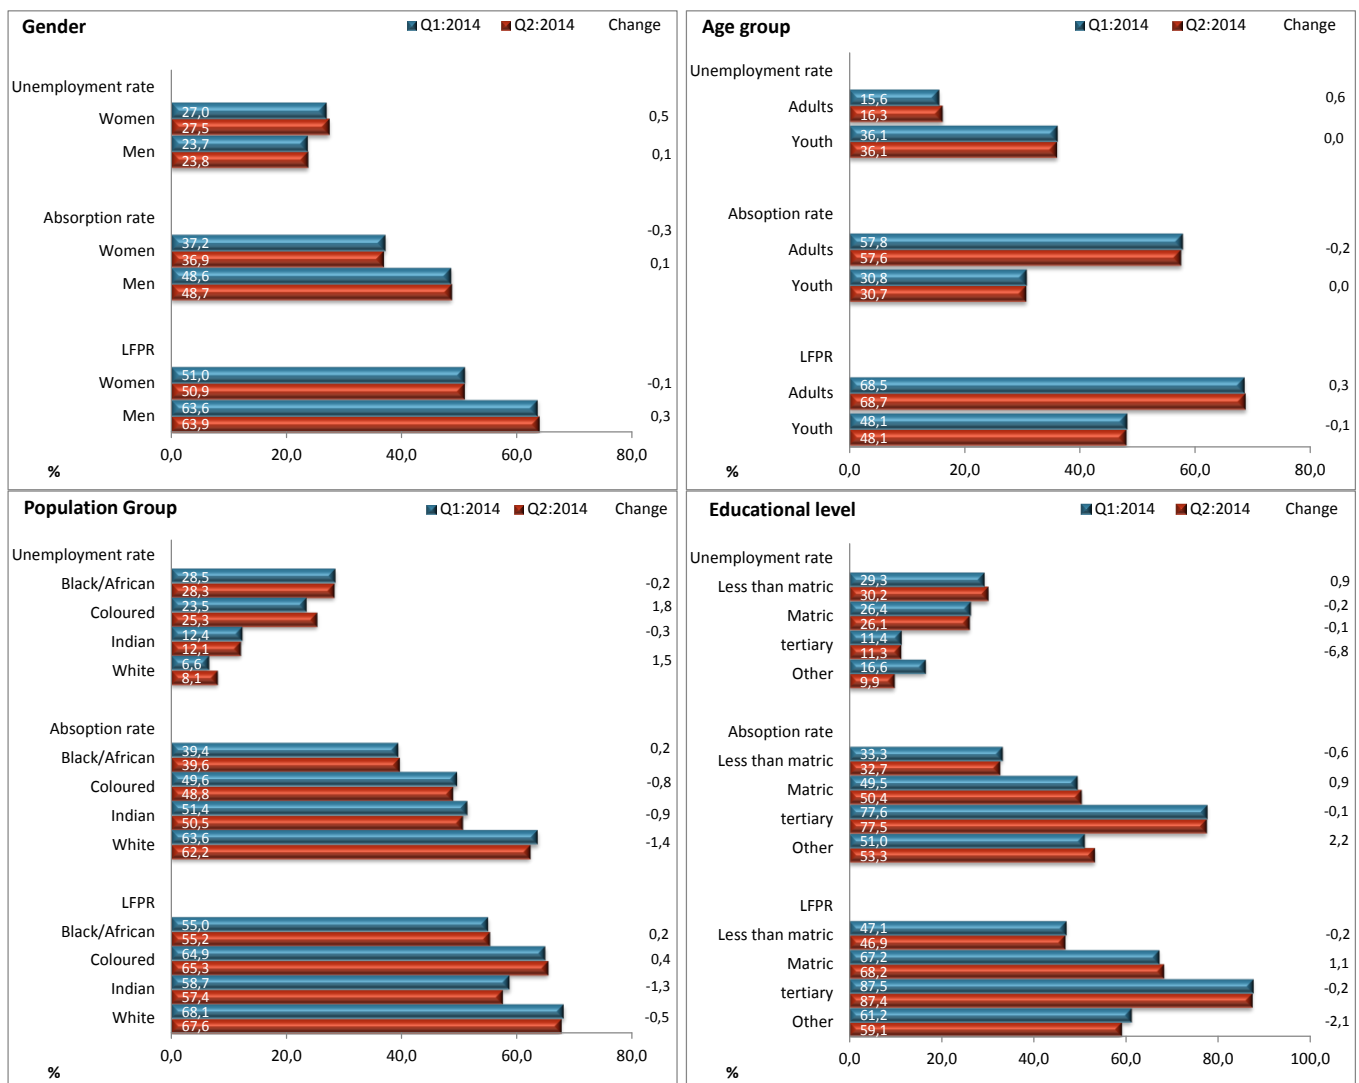 Gender Q1:2014 Q2:2014 Change
Unemployment rate
Women 27,0 27,5 0,5
Men 23,7 23,8 0,1
Absorption rate
Women 37,2 36,9 -0,3
Men 48,6 48,7 0,1
LFPR
Women 51,0 50,9 -0,1
Men 63,6 63,9 0,3
0,0 20,0 40,0 60,0 80,0
%
Age group Q1:2014 Q2:2014 Change
Unemployment rate
Adults 15,6 16,3 0,6
Youth 36,1 36,1 0,0
Absoption rate
Adults 57,8 57,6 -0,2
Youth 30,8 30,7 0,0
LFPR
Adults 68,5 68,7 0,3
Youth 48,1 48,1 -0,1
0,0 20,0 40,0 60,0 80,0
%
Population Group Q1:2014 Q2:2014 Change
Unemployment rate
Black/African 28,5 28,3 -0,2
Coloured 23,5 25,3 1,8
Indian 12,4 12,1 -0,3
White 6,6 8,1 1,5
Absoption rate
Black/African 39,4 39,6 0,2
Coloured 49,6 48,8 -0,8
Indian 51,4 50,5 -0,9
White 63,6 62,2 -1,4
LFPR
Black/African 55,0 55,2 0,2
Coloured 64,9 65,3 0,4
Indian 58,7 57,4 -1,3
White 68,1 67,6 -0,5
0,0 20,0 40,0 60,0 80,0
%
Educational level Q1:2014 Q2:2014 Change
Unemployment rate
Less than matric 29,3 30,2 0,9
Matric 26,4 26,1 -0,2
tertiary 11,4 11,3 -0,1
Other 16,6 9,9 -6,8
Absoption rate
Less than matric 33,3 32,7 -0,6
Matric 49,5 50,4 0,9
tertiary 77,6 77,5 -0,1
Other 51,0 53,3 2,2
LFPR
Less than matric 47,1 46,9 -0,2
Matric 67,2 68,2 1,1
tertiary 87,5 87,4 -0,2
Other 61,2 59,1 -2,1
0,0 20,0 40,0 60,0 80,0 100,0
%